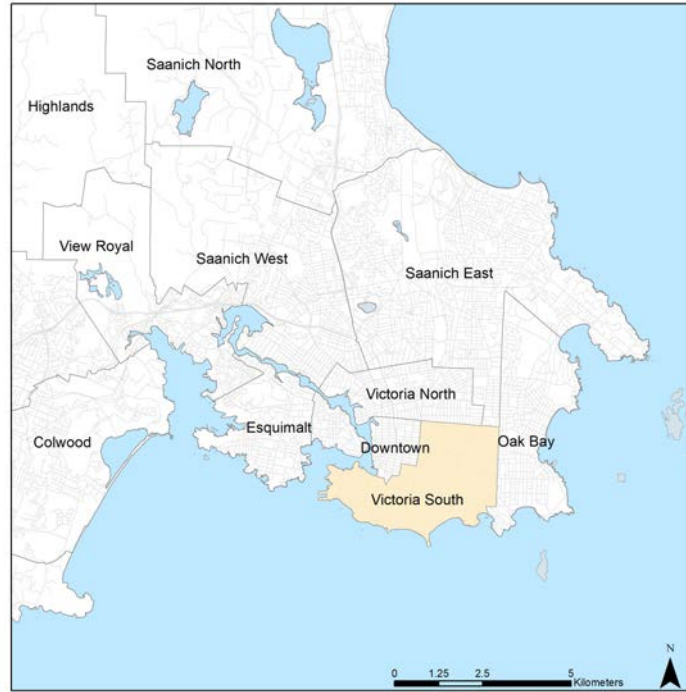 Saanich North
Highlands
View Royal
Saanich West
Saanich East
Victoria North
Esquimalt
Downtown
Oak Bay
Colwood
Victoria South
N
0 1.25 2.5 5
Kilometers